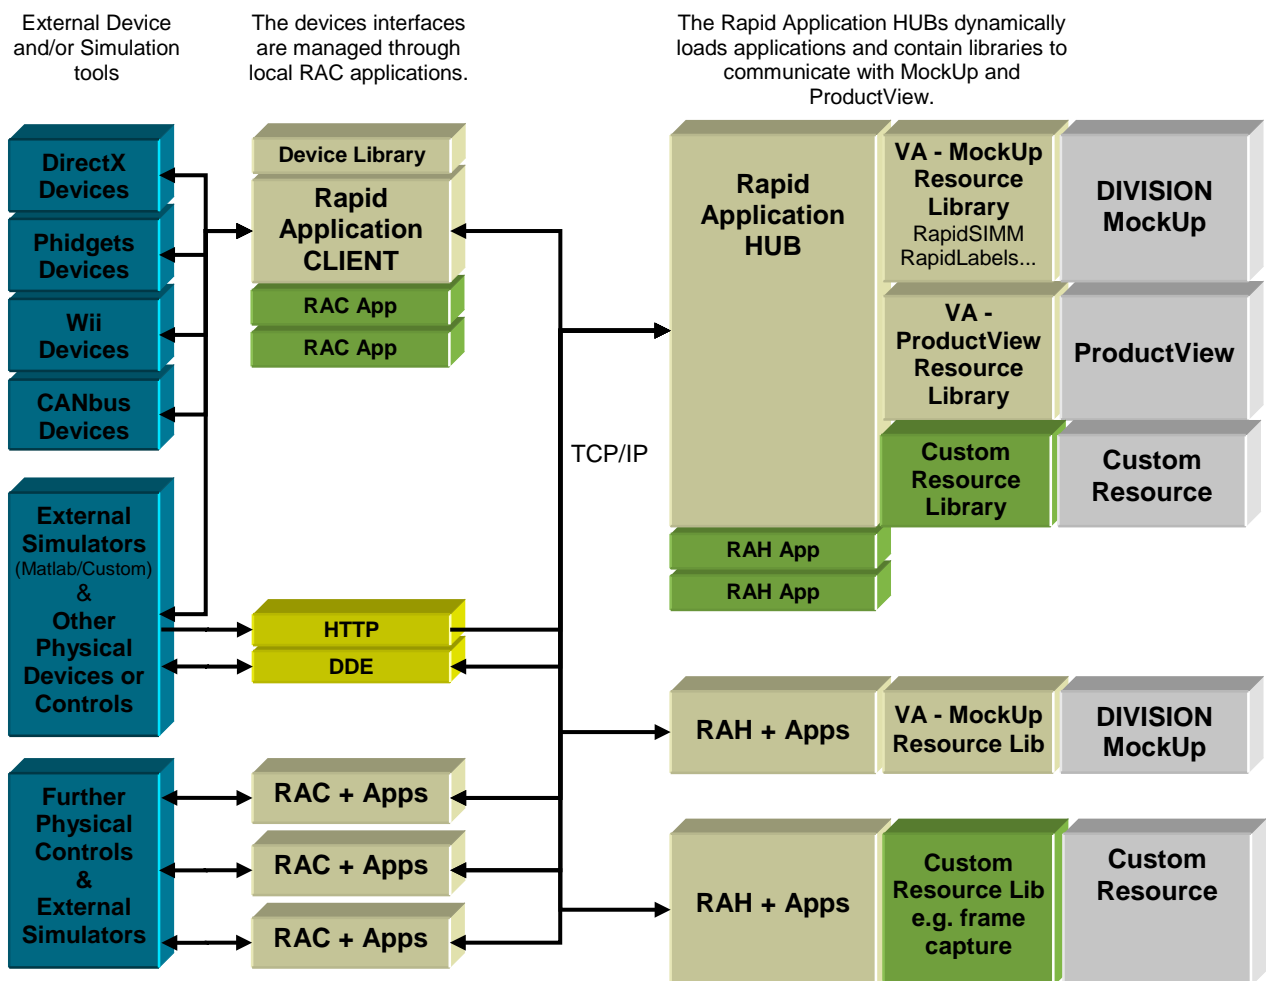 External Device
and/or Simulation
tools
The devices interfaces
are managed through
local RAC applications.
The Rapid Application HUBs dynamically
loads applications and contain libraries to
communicate with MockUp and
ProductView.
DirectX
Devices
Phidgets
Devices
Wii
Devices
CANbus
Devices
External
Simulators
(Matlab/Custom)
&
Other
Physical
Devices or
Controls
Further
Physical
Controls
&
External
Simulators
Device Library
Rapid
Application
CLIENT
RAC App
RAC App
HTTP
DDE
RAC + Apps
RAC + Apps
RAC + Apps
TCP/IP
Rapid
Application
HUB
RAH App
RAH App
VA - MockUp
Resource
Library
RapidSIMM
RapidLabels...
DIVISION
MockUp
VA -
ProductView
Resource
Library
ProductView
Custom
Resource
Library
Custom
Resource
RAH + Apps
VA - MockUp
Resource Lib
DIVISION
MockUp
RAH + Apps
Custom
Resource Lib
e.g. frame
capture
Custom
Resource